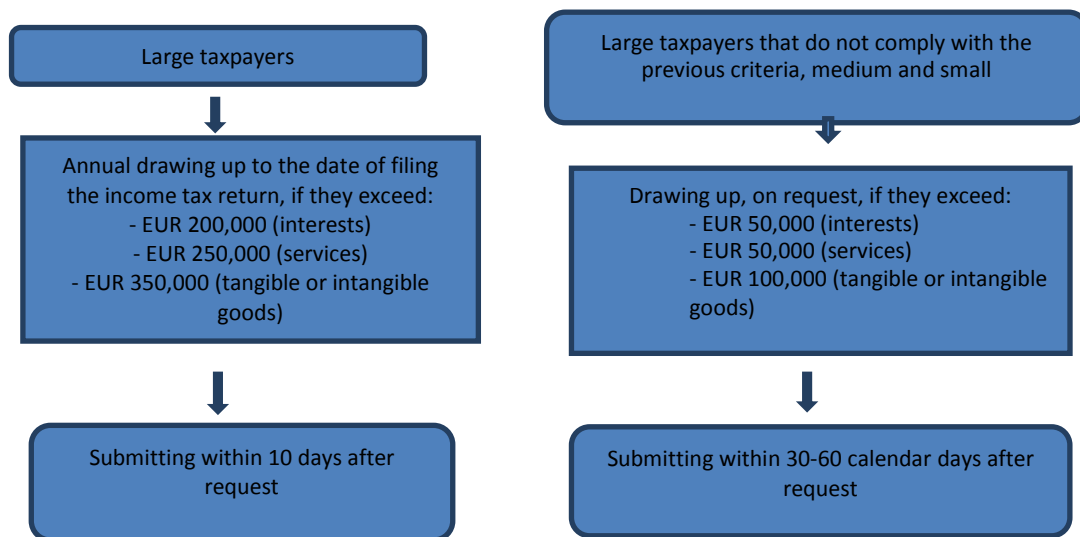 Large taxpayers
Annual drawing up to the date of filing
the income tax return, if they exceed:
- EUR 200,000 (interests)
- EUR 250,000 (services)
- EUR 350,000 (tangible or intangible
goods)
Submitting within 10 days after
request
Large taxpayers that do not comply with the
previous criteria, medium and small
Drawing up, on request, if they exceed:
- EUR 50,000 (interests)
- EUR 50,000 (services)
- EUR 100,000 (tangible or intangible
goods)
Submitting within 30-60 calendar days after
request